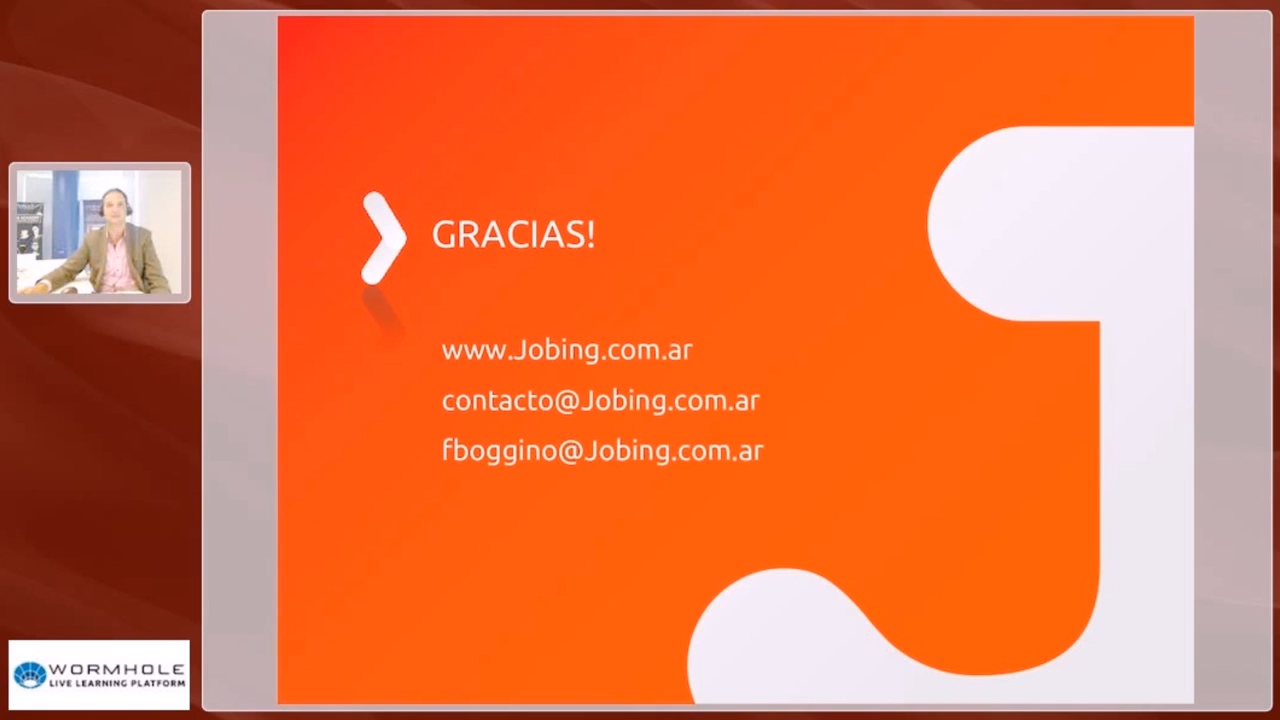 GRACIAS!
www.Jobing.com.ar
contacto@Jobing.com.ar
fboggino@Jobing.com.ar
WORMHOLE
LIVE LEARNING PLATFORM